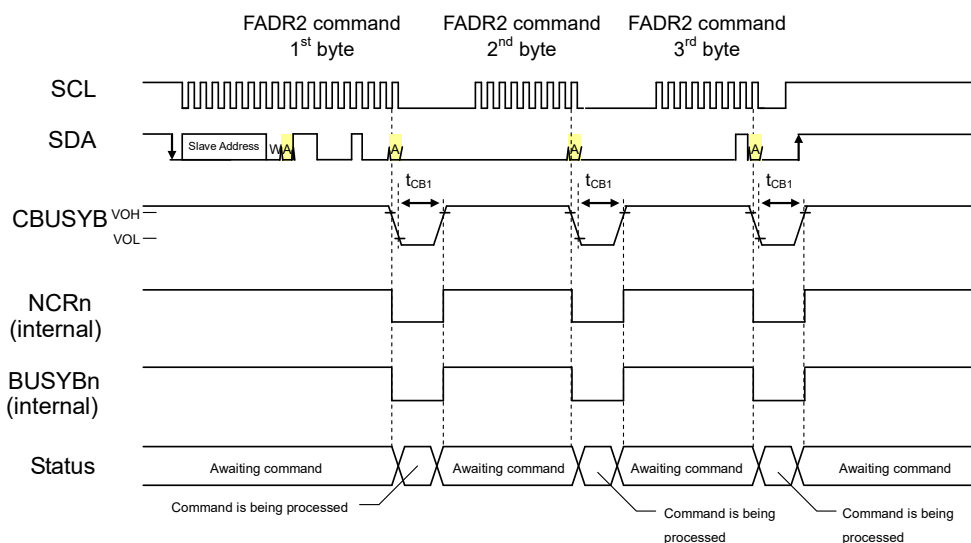 FADR2 command
1st byte
FADR2 command
2nd byte
FADR2 command
3rd byte
SCL
SDA
Slave Address
W
A
A
A
A
tCB1
tCB1
tCB1
CBUSYB
VOH
VOL
NCRn
(internal)
BUSYBn
(internal)
Status
Awaiting command
Awaiting command
Awaiting command
Awaiting command
Command is being processed
Command is being
processed
Command is being
processed